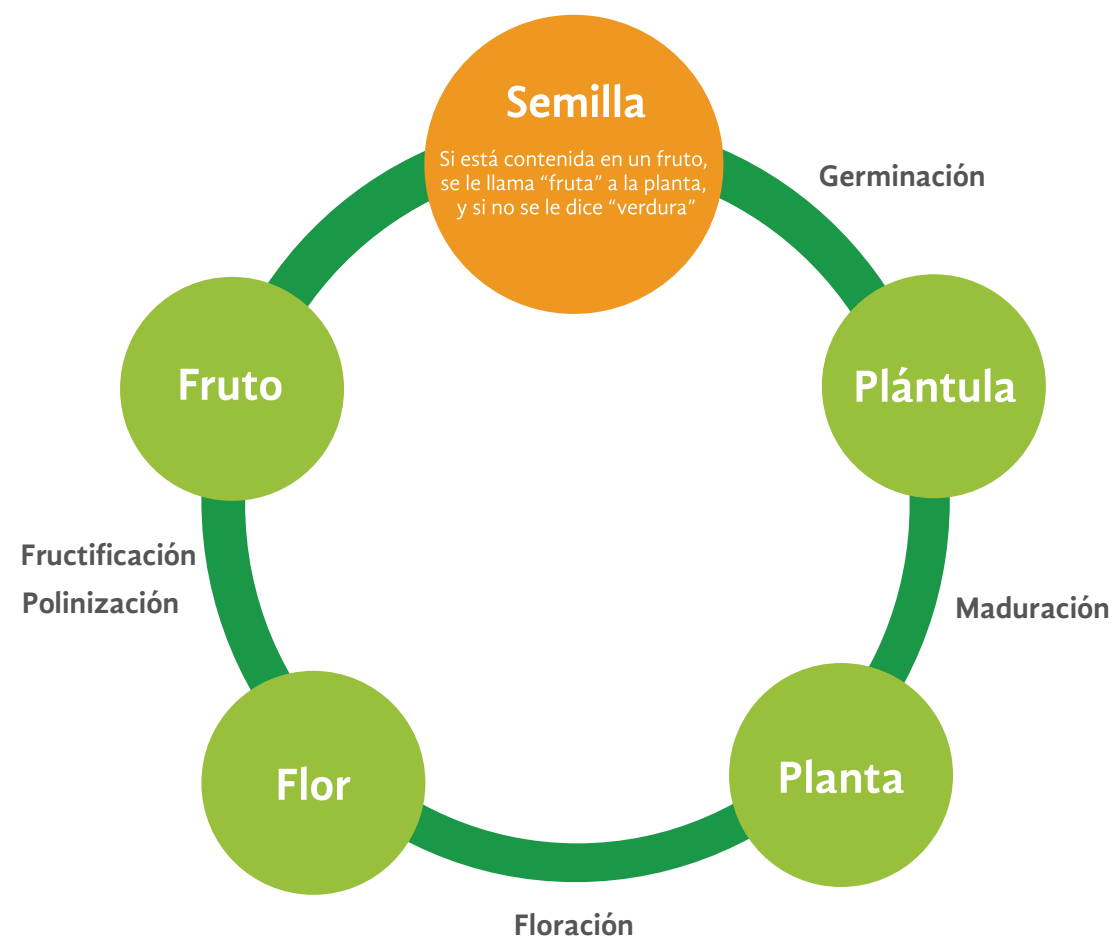 Semilla
Si está contenida en un fruto,
se le llama “fruta” a la planta,
y si no se le dice “verdura”
Germinación
Plántula
Maduración
Planta
Floración
Flor
Fructificación
Polinización
Fruto